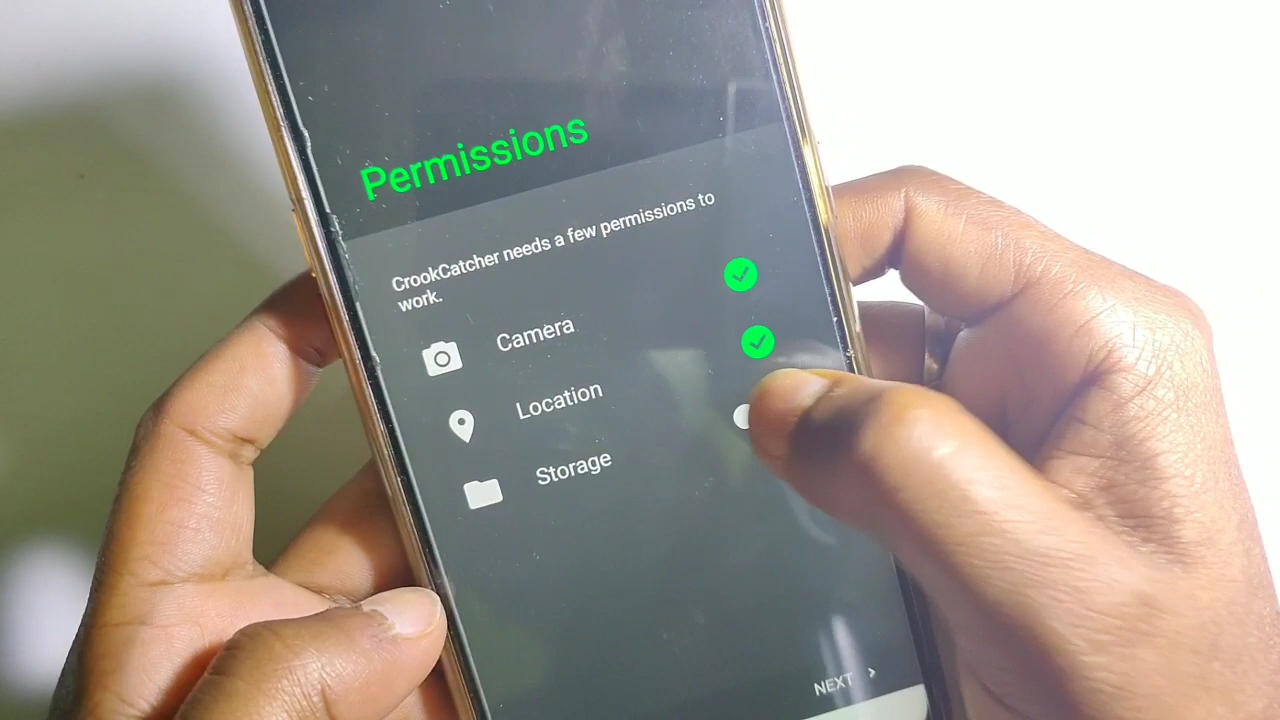 Permissions
CrookCatcher needs a few permissions to
work.
Camera
Location
Storage
NEXT